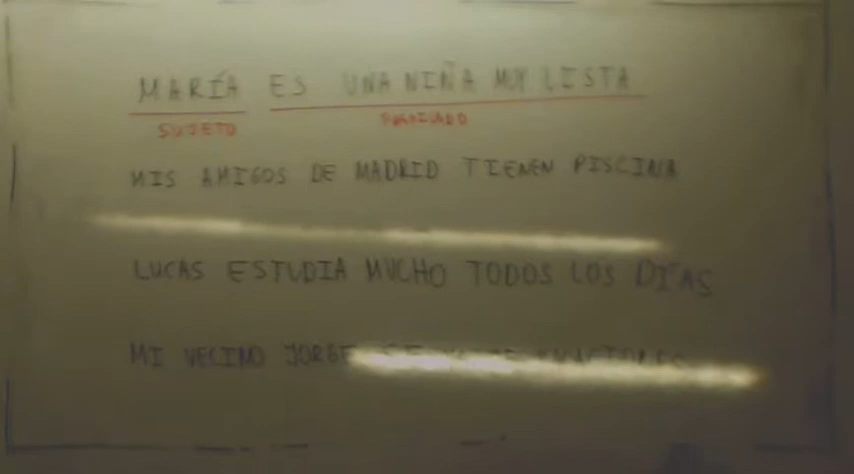 MARÍA ES UNA NIÑA MUY LISTA
SUJETO PREDICADO
MIS AMIGOS DE MADRID TIENEN PISCINA
LUCAS ESTUDIA MUCHO TODOS LOS DÍAS
MI VECINO JORGE